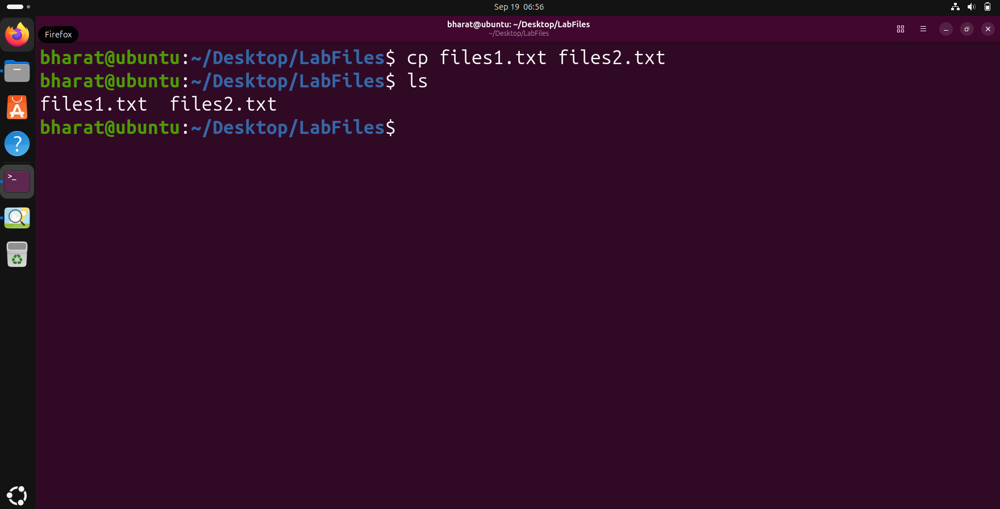 Sep 19 06:56
bharat@ubuntu: ~/Desktop/LabFiles
~/Desktop/LabFiles
Firefox
bharat@ubuntu:~/Desktop/LabFiles$ cp files1.txt files2.txt
bharat@ubuntu:~/Desktop/LabFiles$ ls
files1.txt  files2.txt
bharat@ubuntu:~/Desktop/LabFiles$